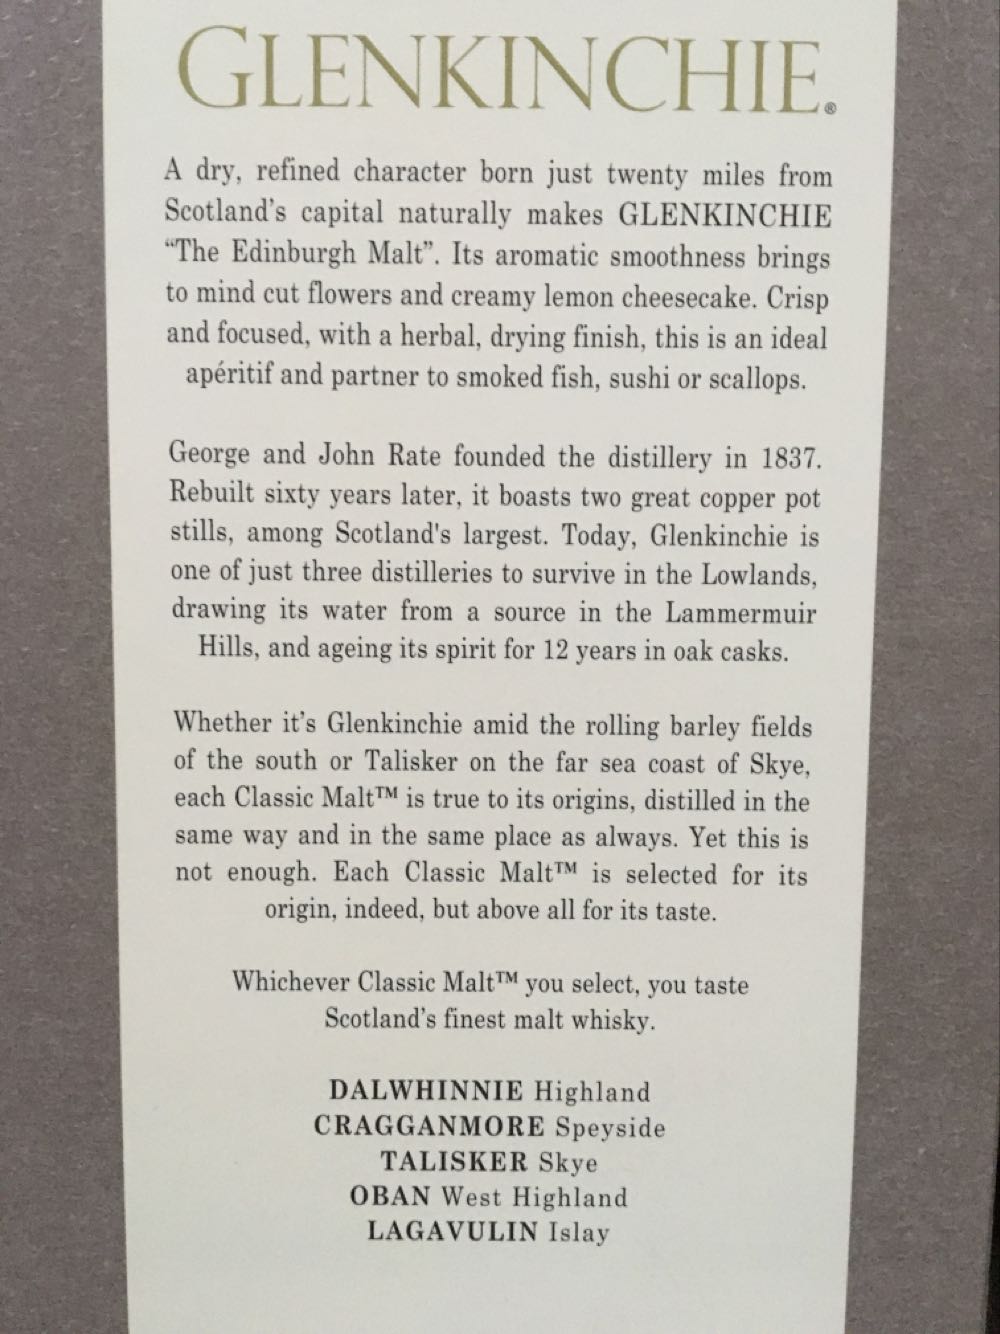 GLENKINCHIE®
A dry, refined character born just twenty miles from
Scotland's capital naturally makes GLENKINCHIE
“The Edinburgh Malt”. Its aromatic smoothness brings
to mind cut flowers and creamy lemon cheesecake. Crisp
and focused, with a herbal, drying finish, this is an ideal
apéritif and partner to smoked fish, sushi or scallops.
George and John Rate founded the distillery in 1837.
Rebuilt sixty years later, it boasts two great copper pot
stills, among Scotland's largest. Today, Glenkinchie is
one of just three distilleries to survive in the Lowlands,
drawing its water from a source in the Lammermuir
Hills, and ageing its spirit for 12 years in oak casks.
Whether it's Glenkinchie amid the rolling barley fields
of the south or Talisker on the far sea coast of Skye,
each Classic Malt™ is true to its origins, distilled in the
same way and in the same place as always. Yet this is
not enough. Each Classic Malt™ is selected for its
origin, indeed, but above all for its taste.
Whichever Classic Malt™ you select, you taste
Scotland's finest malt whisky.
DALWHINNIE Highland
CRAGGANMORE Speyside
TALISKER Skye
OBAN West Highland
LAGAVULIN Islay